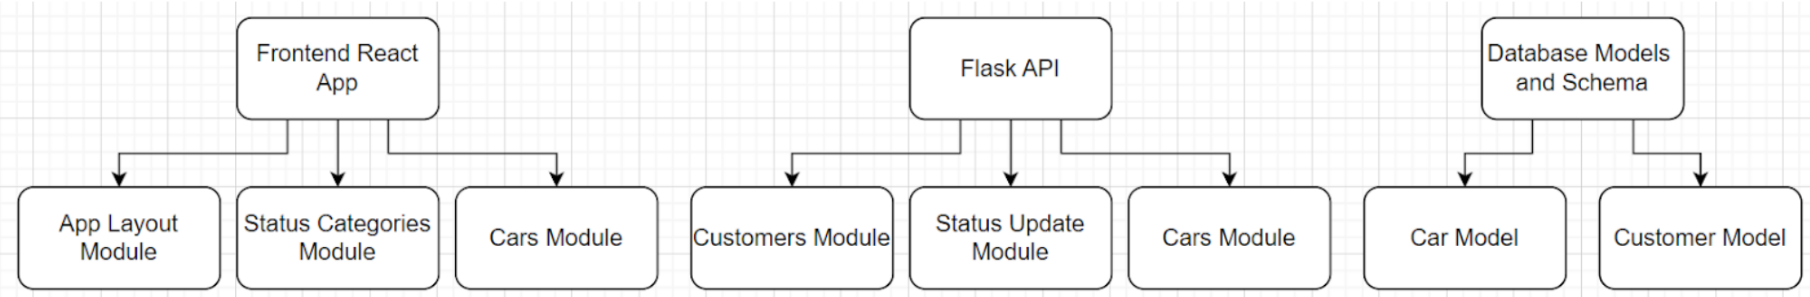 Frontend React
App
Flask API
Database Models
and Schema
App Layout
Module
Status Categories
Module
Cars Module
Customers Module
Status Update
Module
Cars Module
Car Model
Customer Model